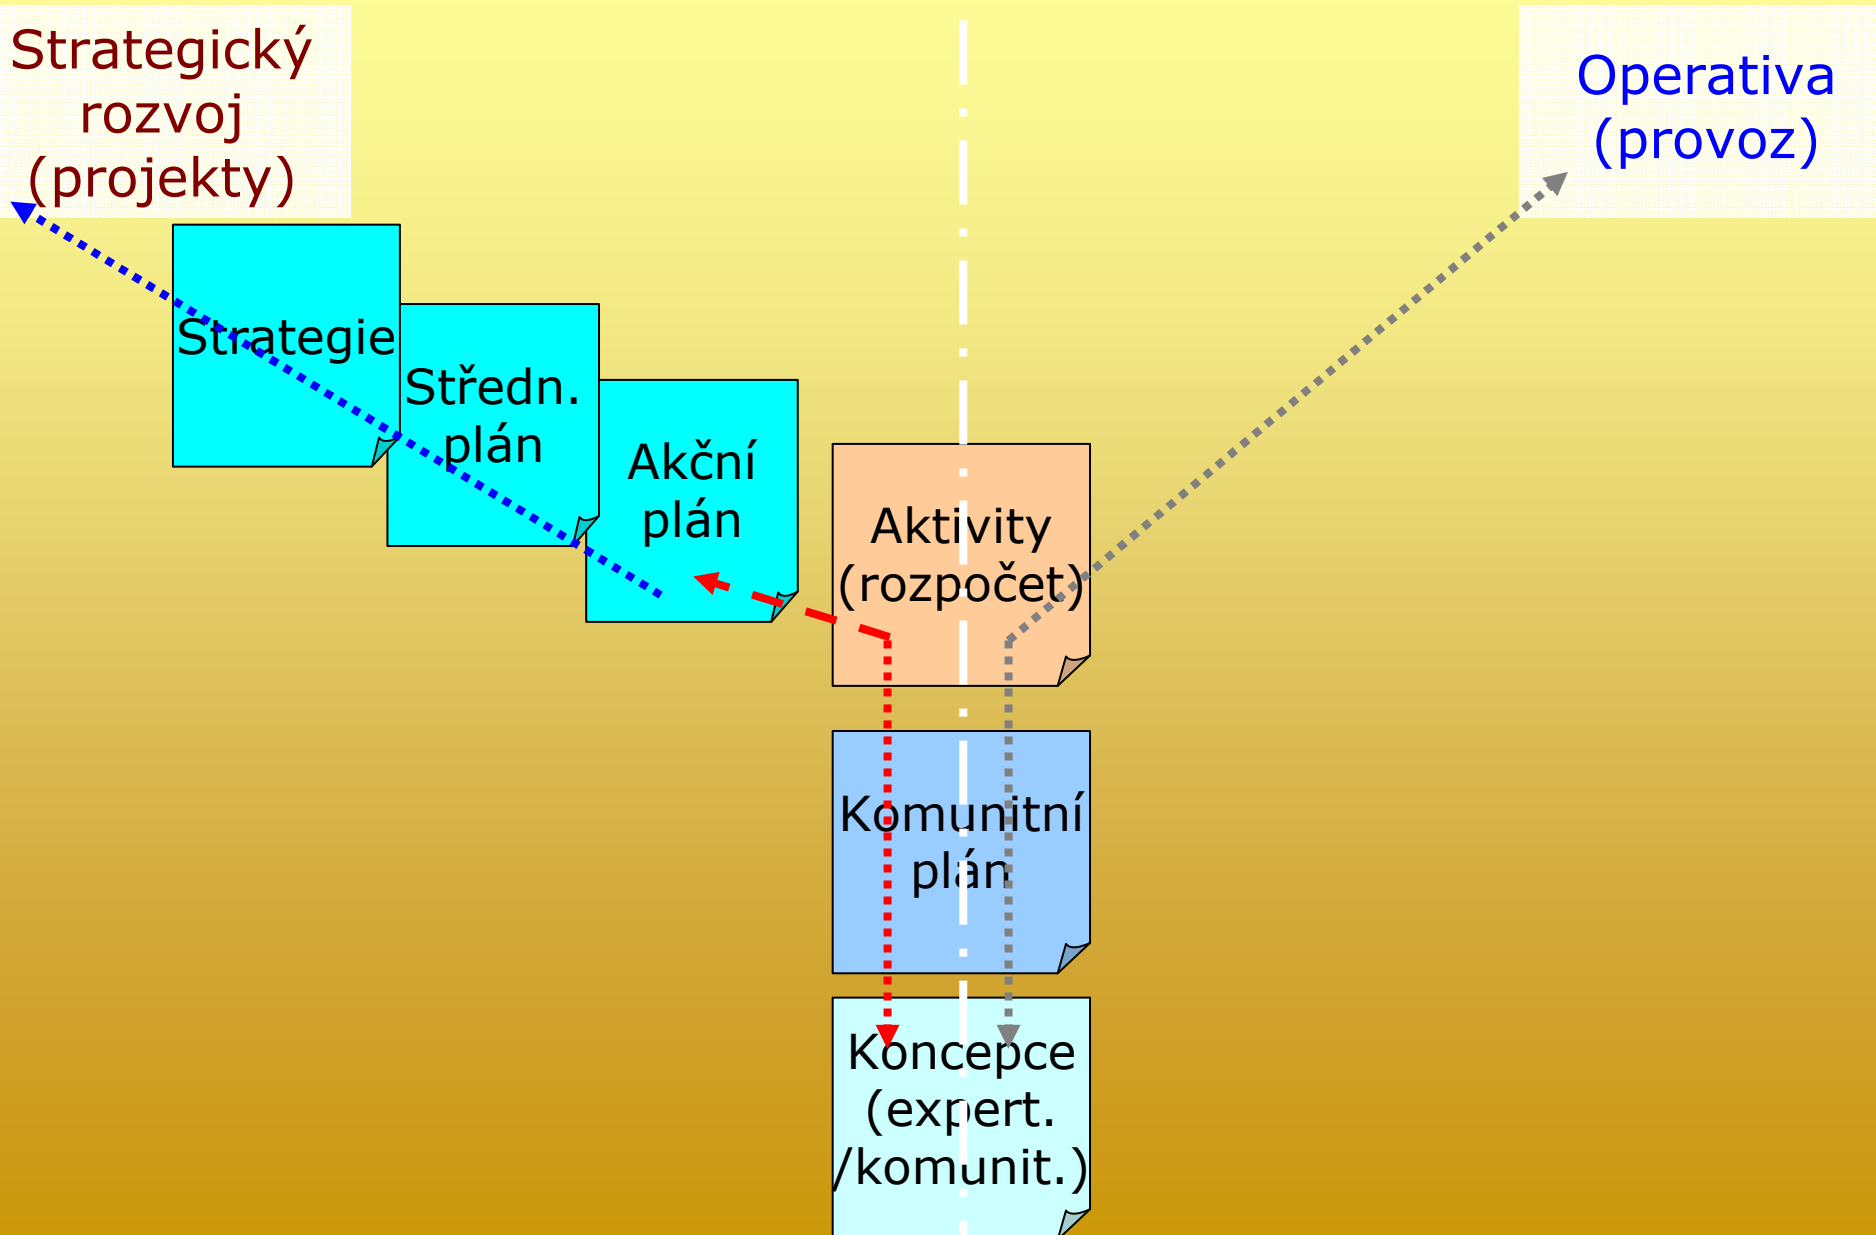 Strategický
rozvoj
(projekty)
Operativa
(provoz)
Strategie
Středn.
plán
Akční
plán
Aktivity
(rozpočet)
Komunitní
plán
Koncepce
(expert.
/komunit.)